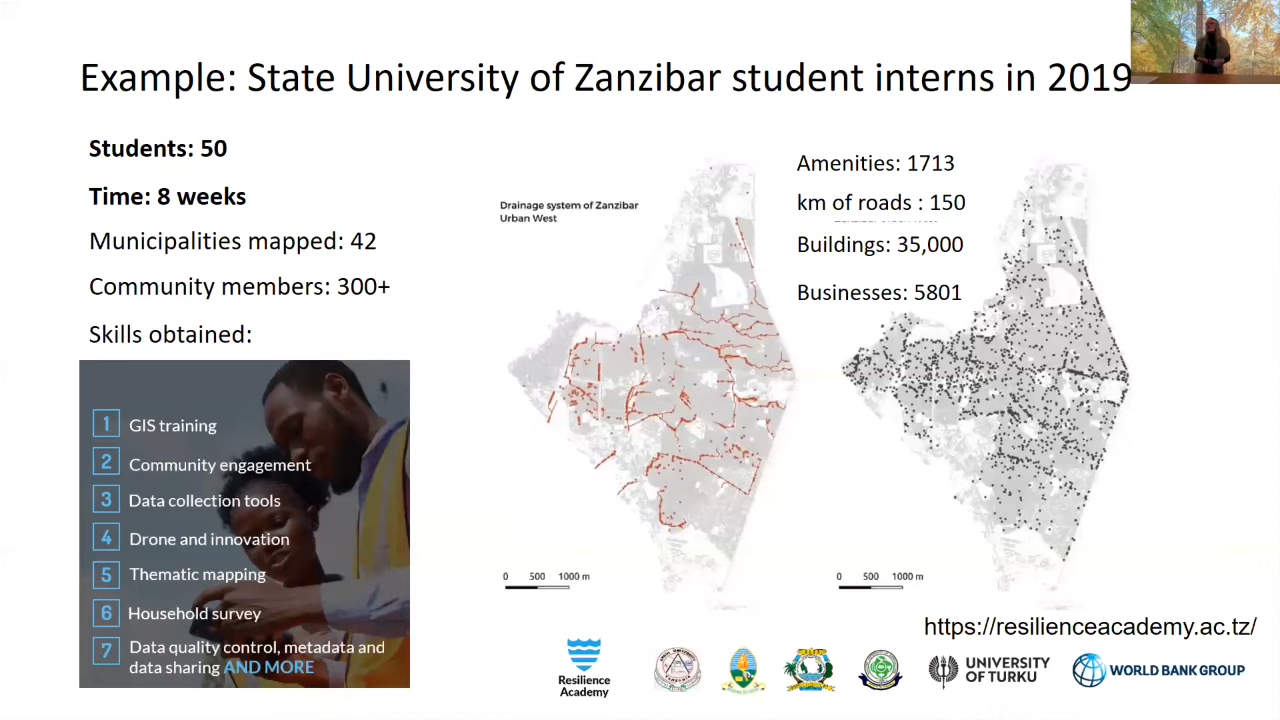 Example: State University of Zanzibar student interns in 2019
Students: 50
Time: 8 weeks
Municipalities mapped: 42
Community members: 300+
Skills obtained:
1 GIS training
2 Community engagement
3 Data collection tools
4 Drone and innovation
5 Thematic mapping
6 Household survey
7 Data quality control, metadata and
data sharing AND MORE
Drainage system of Zanzibar
Urban West
0 500 1000 m
Amenities: 1713
km of roads : 150
Buildings: 35,000
Businesses: 5801
0 500 1000 m
https://resilienceacademy.ac.tz/
Resilience
Academy
UNIVERSITY
OF TURKU
WORLD BANK GROUP